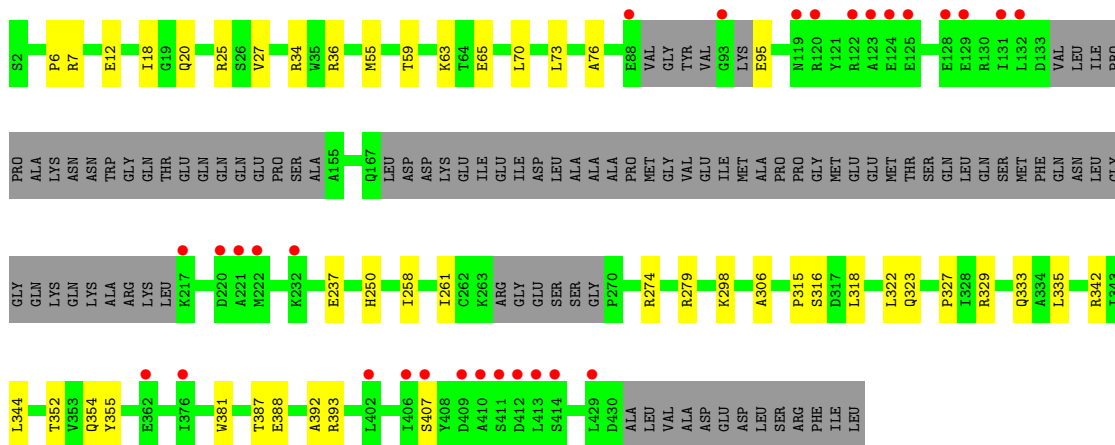 S2 P6 R7 E12 I18 G19 Q20 R25 S26 V27 R34 W35 R36 M55 T59 K63 T64 E65 L70 L73 A76 E88 VAL GLY TYR VAL G93 LYS E95 N119 R120 Y121 R122 A123 E124 E125 E128 E129 R130 I131 L132 D133 VAL LEU ILE PRO
PRO ALA LYS ASN ASN TRP GLY GLN THR GLU GLN GLN GLN GLU PRO SER ALA A155 Q167 LEU ASP ASP LYS GLU ILE GLU ILE ASP LEU ALA ALA ALA PRO MET GLY VAL GLU ILE MET ALA PRO PRO GLY MET GLU GLU MET THR SER GLN LEU GLN SER MET PHE GLN ASN LEU GLY
GLY GLN LYS GLN LYS ALA ARG LYS LEU K217 D220 A221 M222 K232 E237 H250 I258 I261 C262 K263 ARG GLY GLU SER SER GLY P270 R274 R279 K298 A306 P315 S316 D317 L318 L322 Q323 P327 I328 R329 Q333 A334 L335 R342 I343
L344 T352 V353 Q354 Y355 E362 I376 W381 T387 E388 A392 R393 L402 I406 S407 Y408 D409 A410 S411 D412 L413 S414 L429 D430 ALA LEU VAL ALA ASP GLU ASP LEU SER ARG PHE ILE LEU